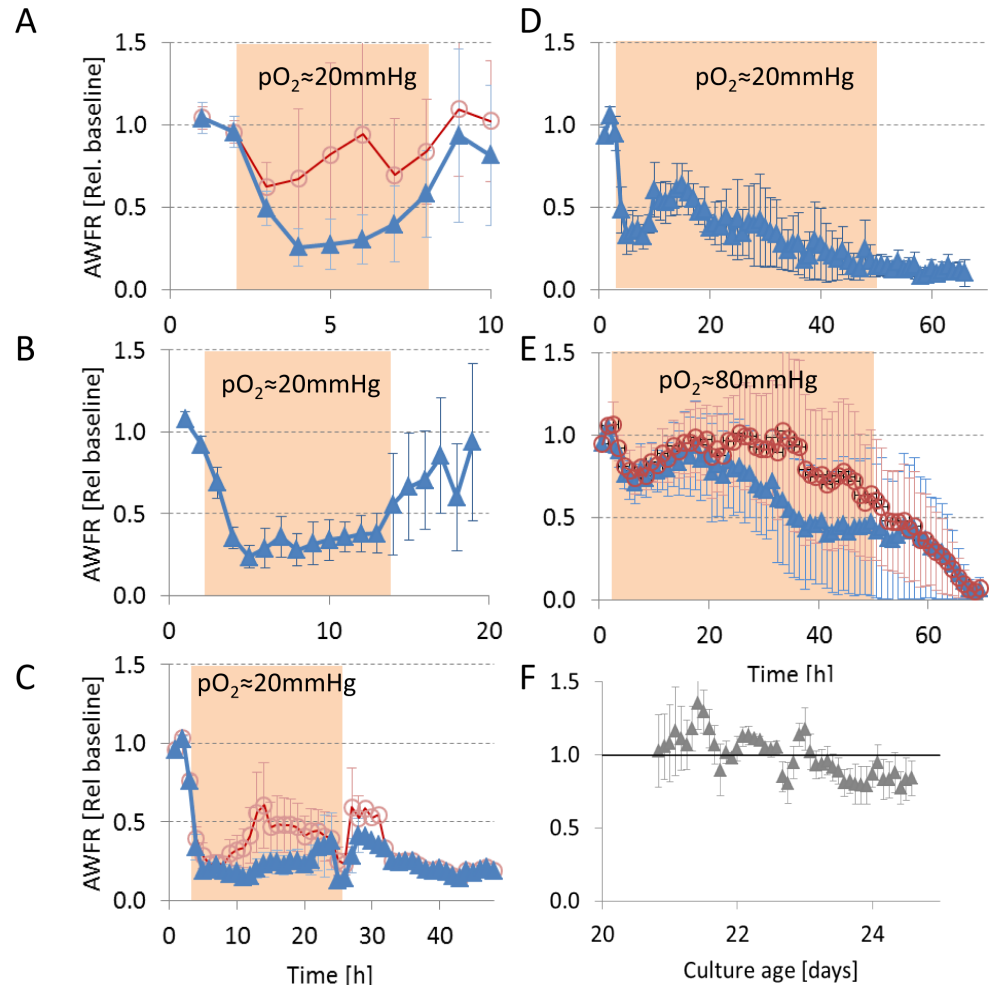 A
AWFR [Rel. baseline]
1.5
1.0
0.5
0.0
pO₂≈20mmHg
0 5 10
D
1.5
1.0
0.5
0.0
pO₂≈20mmHg
0 20 40 60
B
AWFR [Rel baseline]
1.5
1.0
0.5
0.0
pO₂≈20mmHg
0 10 20
E
1.5
1.0
0.5
0.0
pO₂≈80mmHg
0 20 40 60
Time [h]
C
AWFR [Rel baseline]
1.5
1.0
0.5
0.0
pO₂≈20mmHg
0 10 20 30 40
Time [h]
F
1.5
1.0
0.5
0.0
20 22 24
Culture age [days]